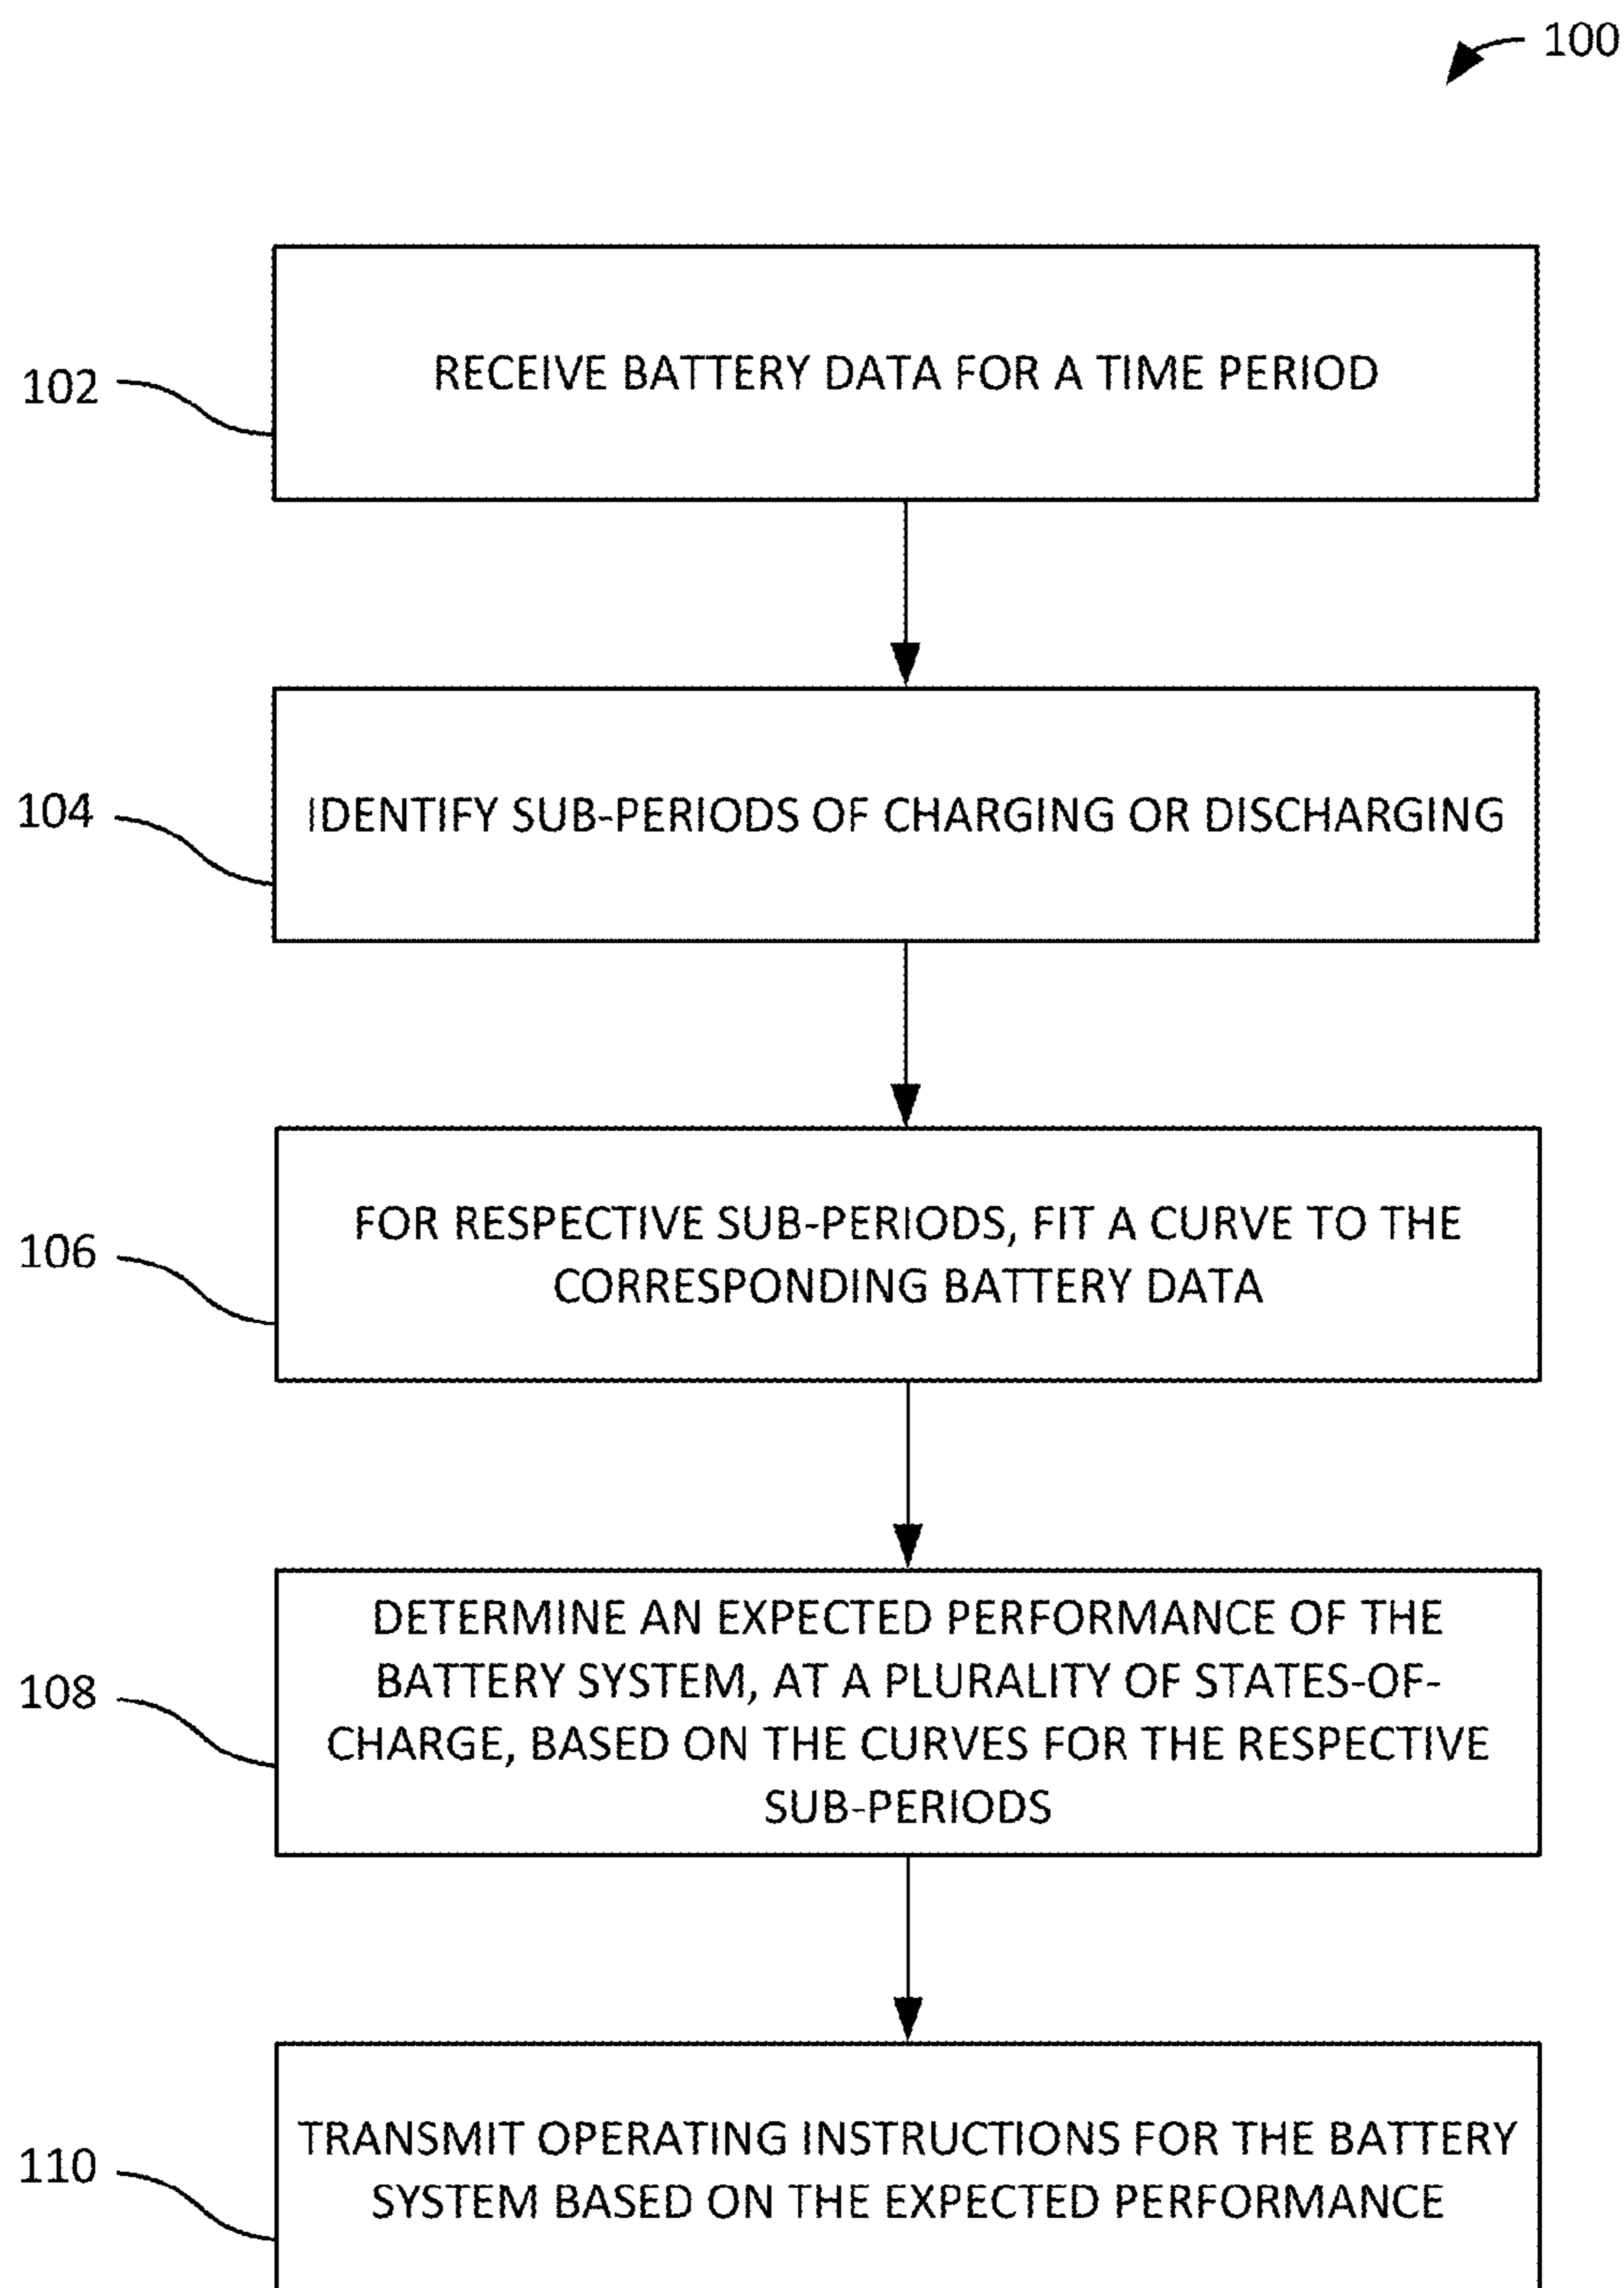 100
102
RECEIVE BATTERY DATA FOR A TIME PERIOD
104
IDENTIFY SUB-PERIODS OF CHARGING OR DISCHARGING
106
FOR RESPECTIVE SUB-PERIODS, FIT A CURVE TO THE
CORRESPONDING BATTERY DATA
108
DETERMINE AN EXPECTED PERFORMANCE OF THE
BATTERY SYSTEM, AT A PLURALITY OF STATES-OF-
CHARGE, BASED ON THE CURVES FOR THE RESPECTIVE
SUB-PERIODS
110
TRANSMIT OPERATING INSTRUCTIONS FOR THE BATTERY
SYSTEM BASED ON THE EXPECTED PERFORMANCE